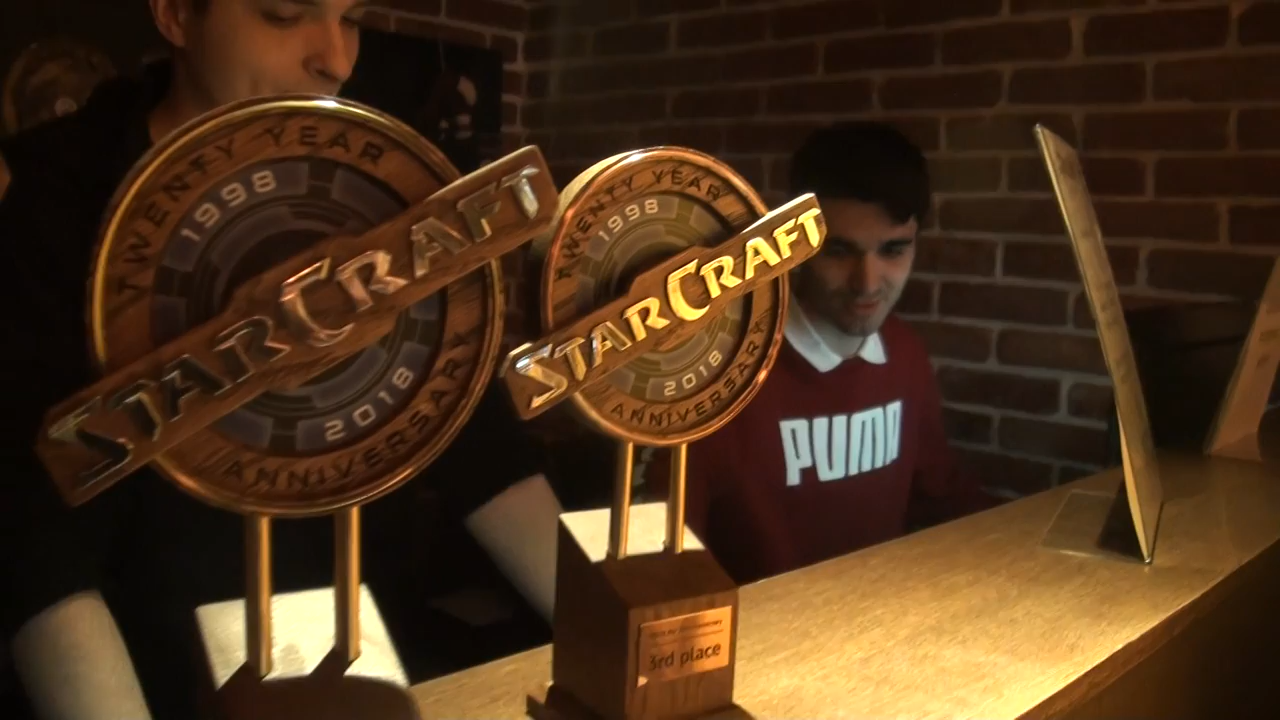 TWENTY YEAR
1998
STARCRAFT
2018
ANNIVERSARY
TWENTY YEAR
1998
STARCRAFT
2018
ANNIVERSARY
3rd place
PUMA